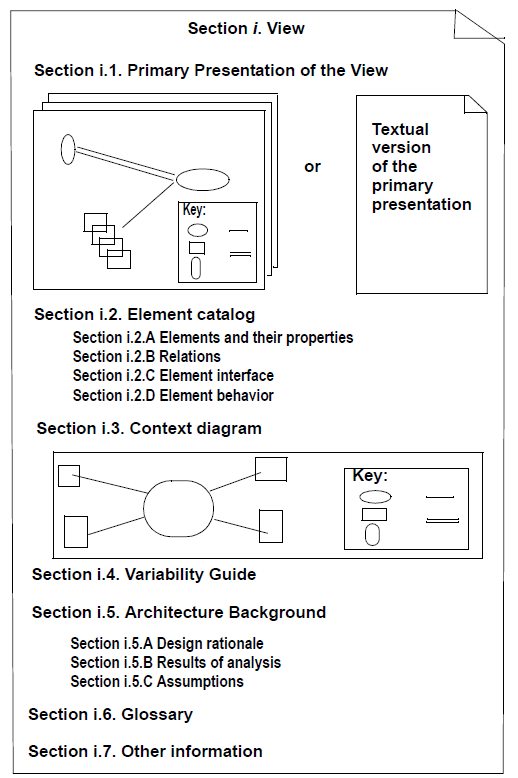 Section i. View
Section i.1. Primary Presentation of the View
Textual
version
of the
primary
presentation
or
Key:
Section i.2. Element catalog
Section i.2.A Elements and their properties
Section i.2.B Relations
Section i.2.C Element interface
Section i.2.D Element behavior
Section i.3. Context diagram
Key:
Section i.4. Variability Guide
Section i.5. Architecture Background
Section i.5.A Design rationale
Section i.5.B Results of analysis
Section i.5.C Assumptions
Section i.6. Glossary
Section i.7. Other information